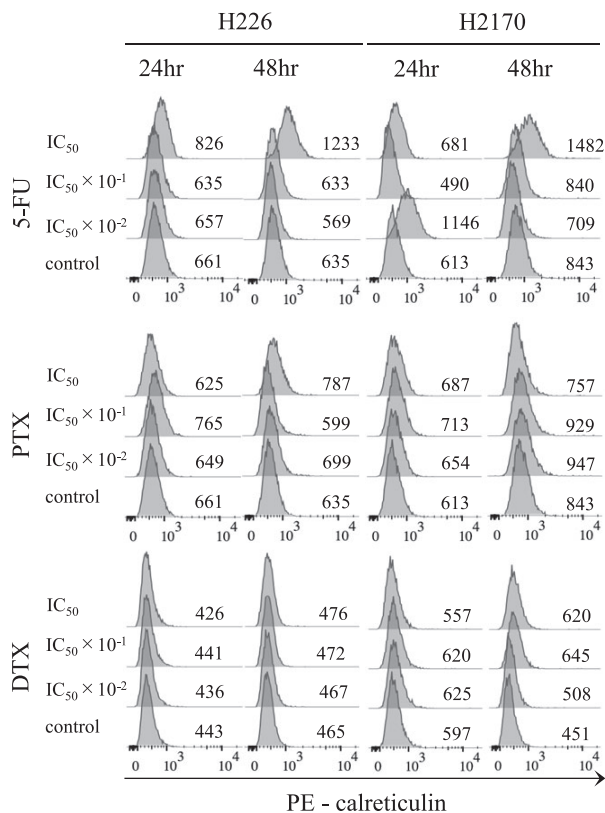 H226 H2170
24hr 48hr 24hr 48hr
5-FU
IC50 826 1233 681 1482
IC50 × 10-1 635 633 490 840
IC50 × 10-2 657 569 1146 709
control 661 635 613 843
0 103 104 0 103 104 0 103 104 0 103 104
PTX
IC50 625 787 687 757
IC50 × 10-1 765 599 713 929
IC50 × 10-2 649 699 654 947
control 661 635 613 843
0 103 104 0 103 104 0 103 104 0 103 104
DTX
IC50 426 476 557 620
IC50 × 10-1 441 472 620 645
IC50 × 10-2 436 467 625 508
control 443 465 597 451
0 103 104 0 103 104 0 103 104 0 103 104
PE - calreticulin